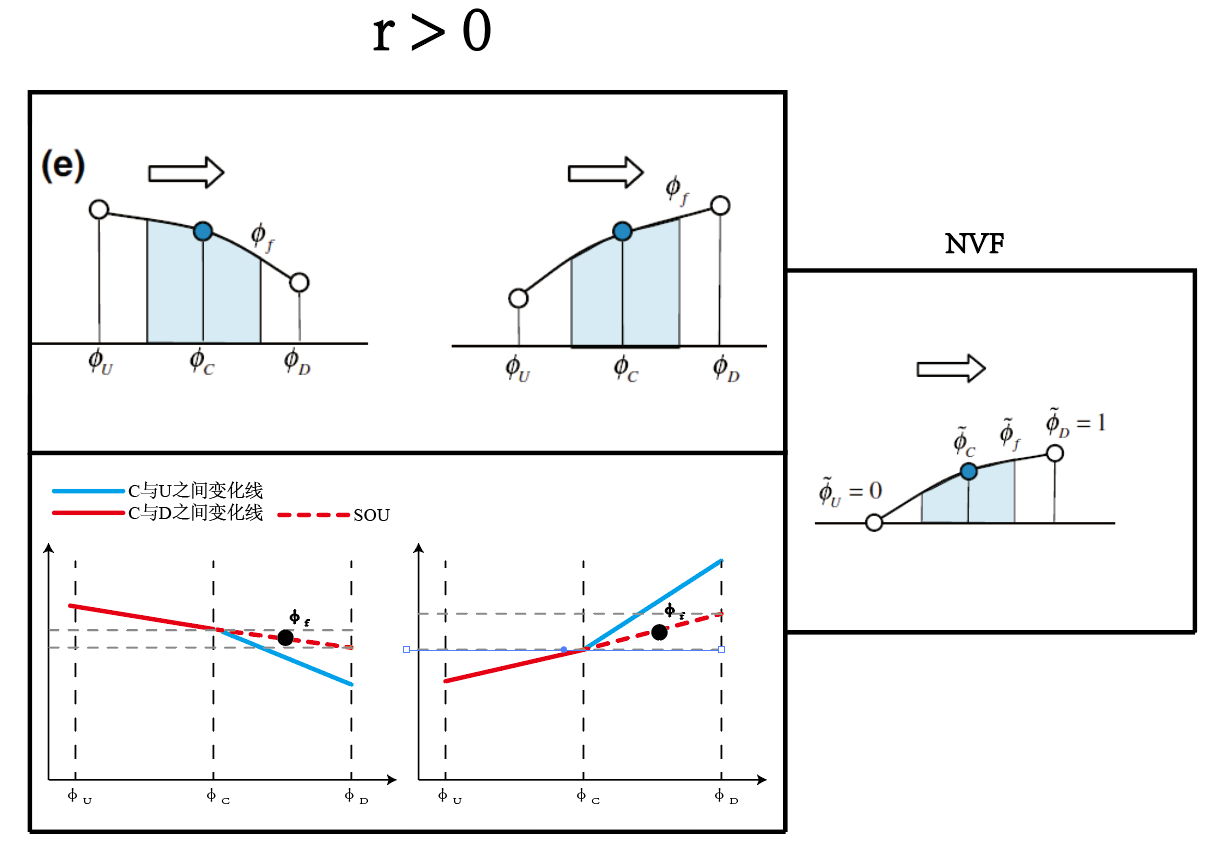 r > 0
(e)
ϕf
ϕf
ϕU ϕC ϕD
ϕU ϕC ϕD
NVF
ϕ̃U = 0
ϕ̃C
ϕ̃f
ϕ̃D = 1
C与U之间变化线
C与D之间变化线
SOU
ϕf
ϕf
ϕU ϕC ϕD
ϕU ϕC ϕD